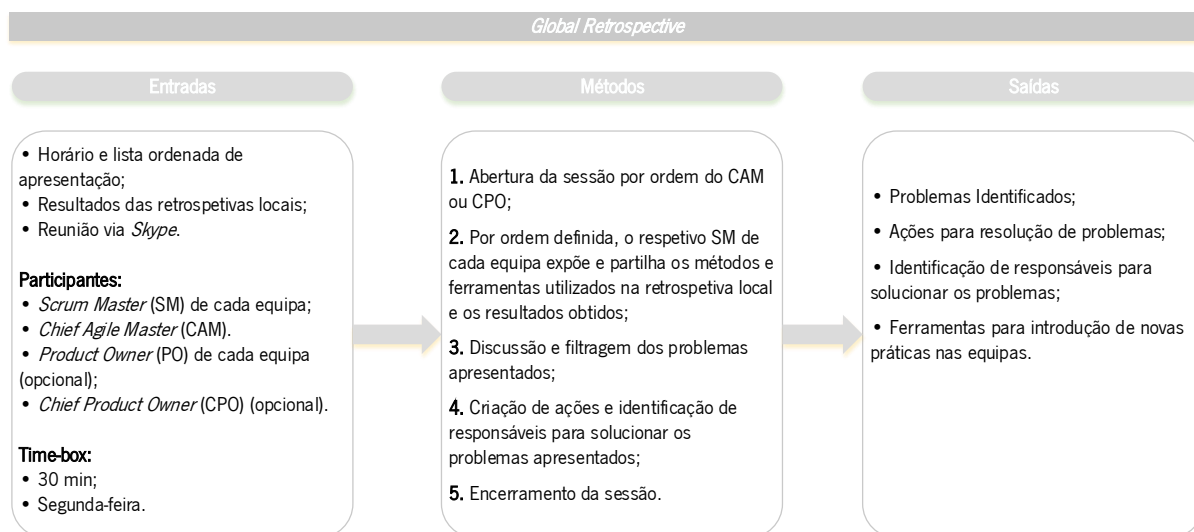 Global Retrospective
Entradas
• Horário e lista ordenada de
apresentação;
• Resultados das retrospetivas locais;
• Reunião via Skype.
Participantes:
• Scrum Master (SM) de cada equipa;
• Chief Agile Master (CAM).
• Product Owner (PO) de cada equipa
(opcional);
• Chief Product Owner (CPO) (opcional).
Time-box:
• 30 min;
• Segunda-feira.
Métodos
1. Abertura da sessão por ordem do CAM
ou CPO;
2. Por ordem definida, o respetivo SM de
cada equipa expõe e partilha os métodos e
ferramentas utilizados na retrospetiva local
e os resultados obtidos;
3. Discussão e filtragem dos problemas
apresentados;
4. Criação de ações e identificação de
responsáveis para solucionar os
problemas apresentados;
5. Encerramento da sessão.
Saídas
• Problemas Identificados;
• Ações para resolução de problemas;
• Identificação de responsáveis para
solucionar os problemas;
• Ferramentas para introdução de novas
práticas nas equipas.